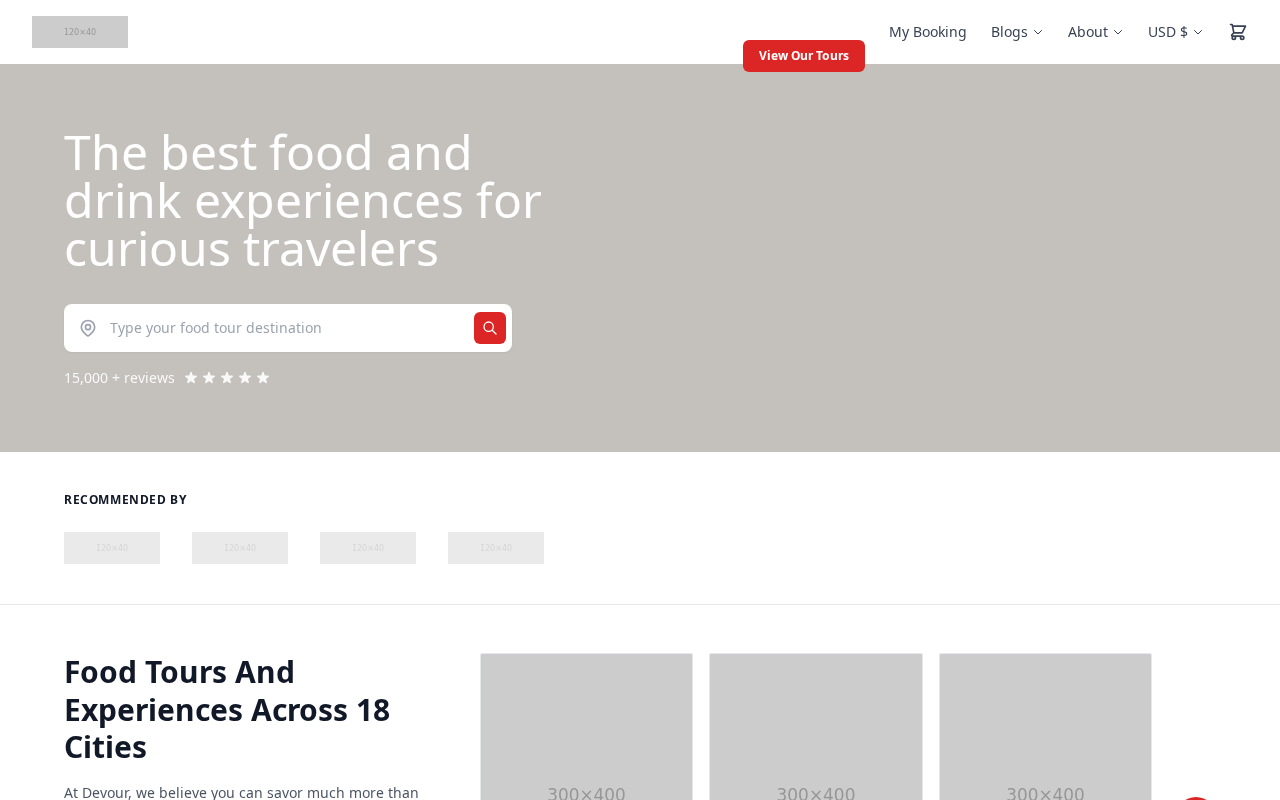 120×40
My Booking
Blogs
About
USD $
View Our Tours
The best food and
drink experiences for
curious travelers
Type your food tour destination
15,000 + reviews
RECOMMENDED BY
120×40
120×40
120×40
120×40
Food Tours And
Experiences Across 18
Cities
At Devour, we believe you can savor much more than
300×400
300×400
300×400